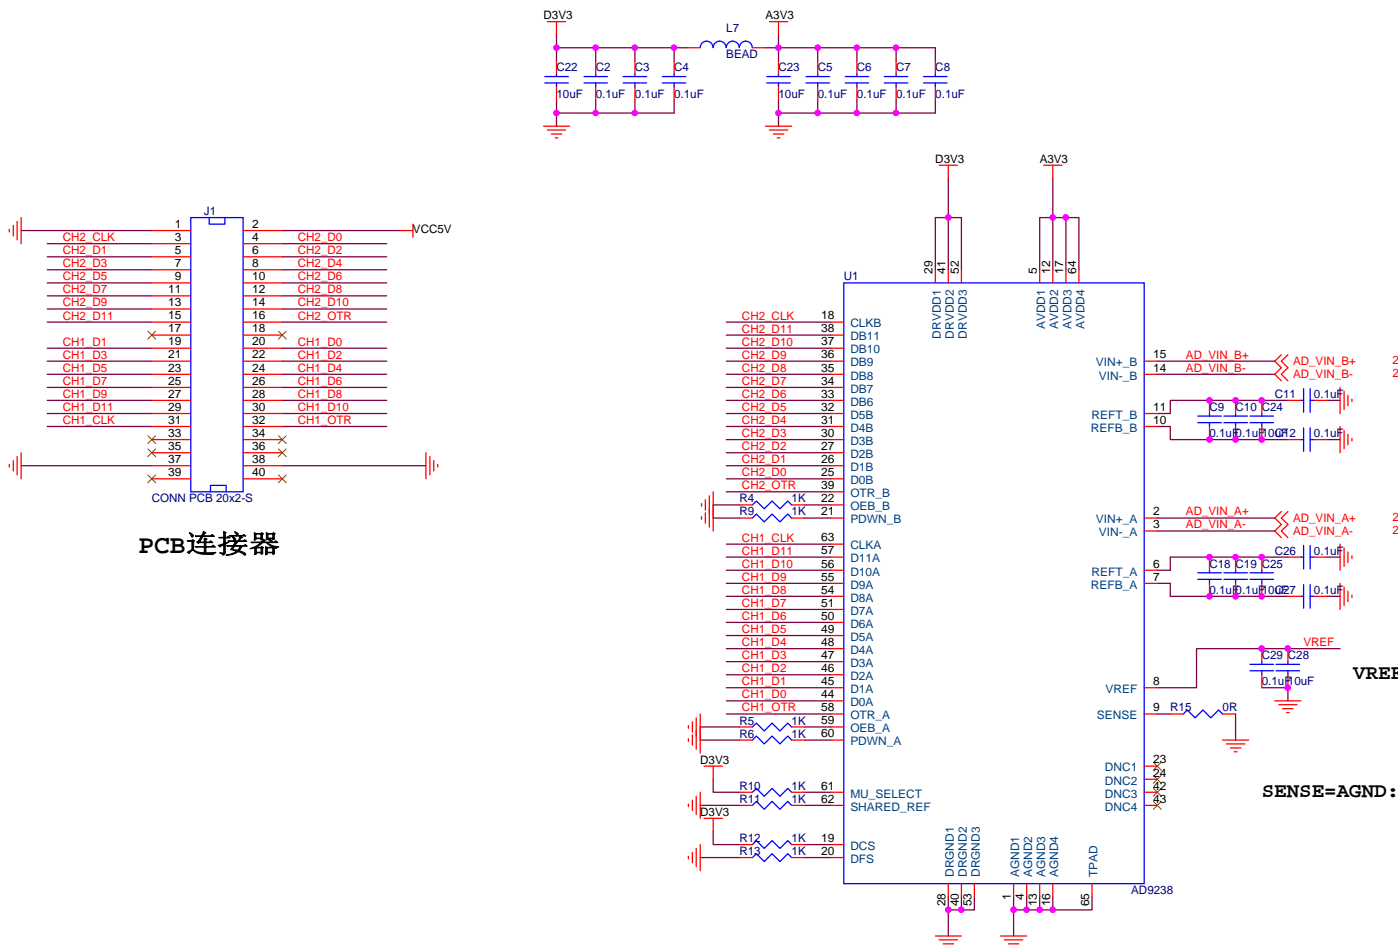 D3V3 A3V3
L7
BEAD
C22 C2 C3 C4 C23 C5 C6 C7 C8
10uF 0.1uF 0.1uF 0.1uF 10uF 0.1uF 0.1uF 0.1uF 0.1uF
J1
1 2 VCC5V
CH2_CLK 3 4 CH2_D0
CH2_D1 5 6 CH2_D2
CH2_D3 7 8 CH2_D4
CH2_D5 9 10 CH2_D6
CH2_D7 11 12 CH2_D8
CH2_D9 13 14 CH2_D10
CH2_D11 15 16 CH2_OTR
17 18
CH1_D1 19 20 CH1_D0
CH1_D3 21 22 CH1_D2
CH1_D5 23 24 CH1_D4
CH1_D7 25 26 CH1_D6
CH1_D9 27 28 CH1_D8
CH1_D11 29 30 CH1_D10
CH1_CLK 31 32 CH1_OTR
33 34
35 36
37 38
39 40
CONN PCB 20x2-S
PCB连接器
D3V3 A3V3
29 41 52 5 12 17 64
U1
DRVDD1 DRVDD2 DRVDD3 AVDD1 AVDD2 AVDD3 AVDD4
CH2_CLK 18 CLKB
CH2_D11 38 DB11
CH2_D10 37 DB10
CH2_D9 36 DB9
CH2_D8 35 DB8
CH2_D7 34 DB7
CH2_D6 33 DB6
CH2_D5 32 D5B
CH2_D4 31 D4B
CH2_D3 30 D3B
CH2_D2 27 D2B
CH2_D1 26 D1B
CH2_D0 25 D0B
CH2_OTR 39 OTR_B
R4 1K 22 OEB_B
R9 1K 21 PDWN_B
CH1_CLK 63 CLKA
CH1_D11 57 D11A
CH1_D10 56 D10A
CH1_D9 55 D9A
CH1_D8 54 D8A
CH1_D7 51 D7A
CH1_D6 50 D6A
CH1_D5 49 D5A
CH1_D4 48 D4A
CH1_D3 47 D3A
CH1_D2 46 D2A
CH1_D1 45 D1A
CH1_D0 44 D0A
CH1_OTR 58 OTR_A
R5 1K 59 OEB_A
R6 1K 60 PDWN_A
D3V3
R10 1K 61 MU_SELECT
R11 1K 62 SHARED_REF
D3V3
R12 1K 19 DCS
R13 1K 20 DFS
VIN+_B 15 AD_VIN_B+ AD_VIN_B+ 2
VIN-_B 14 AD_VIN_B- AD_VIN_B- 2
C11 0.1uF
REFT_B 11 C9 C10 C24
REFB_B 10 0.1uF 0.1uF 10uF C12 0.1uF
VIN+_A 2 AD_VIN_A+ AD_VIN_A+ 2
VIN-_A 3 AD_VIN_A- AD_VIN_A- 2
C26 0.1uF
REFT_A 6 C18 C19 C25
REFB_A 7 0.1uF 0.1uF 10uF C27 0.1uF
VREF
C29 C28
0.1uF 10uF
VREF 8
SENSE 9 R15 0R
DNC1 23
DNC2 24
DNC3 42
DNC4 43
SENSE=AGND:
DRGND1 DRGND2 DRGND3 AGND1 AGND2 AGND3 AGND4 TPAD
AD9238
28 40 53 1 4 13 16 65